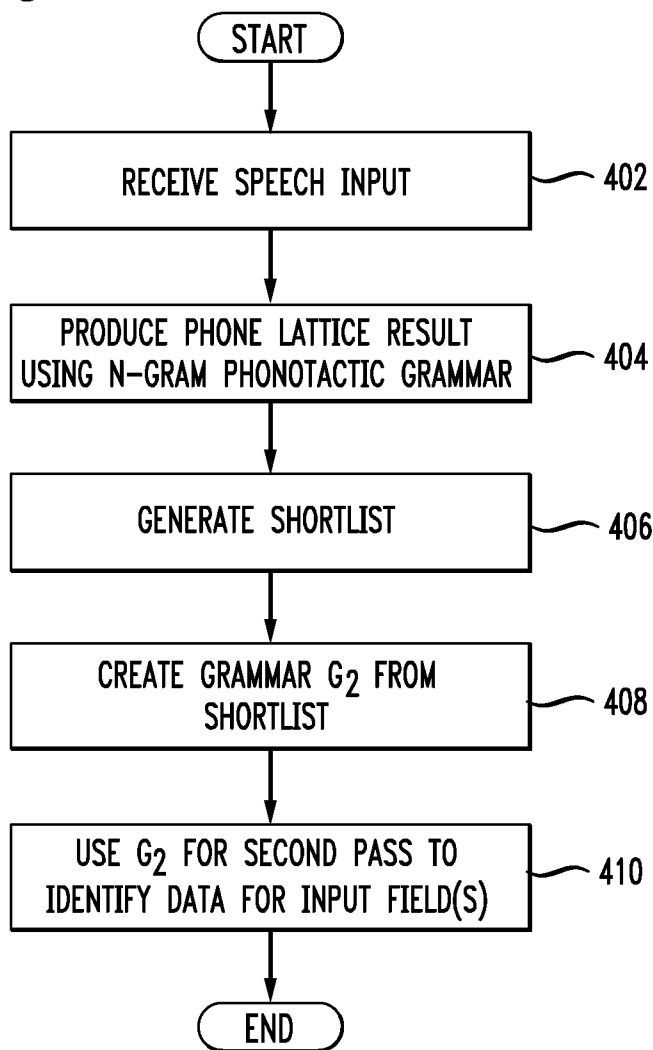 START
RECEIVE SPEECH INPUT
402
PRODUCE PHONE LATTICE RESULT
USING N-GRAM PHONOTACTIC GRAMMAR
404
GENERATE SHORTLIST
406
CREATE GRAMMAR G2 FROM
SHORTLIST
408
USE G2 FOR SECOND PASS TO
IDENTIFY DATA FOR INPUT FIELD(S)
410
END